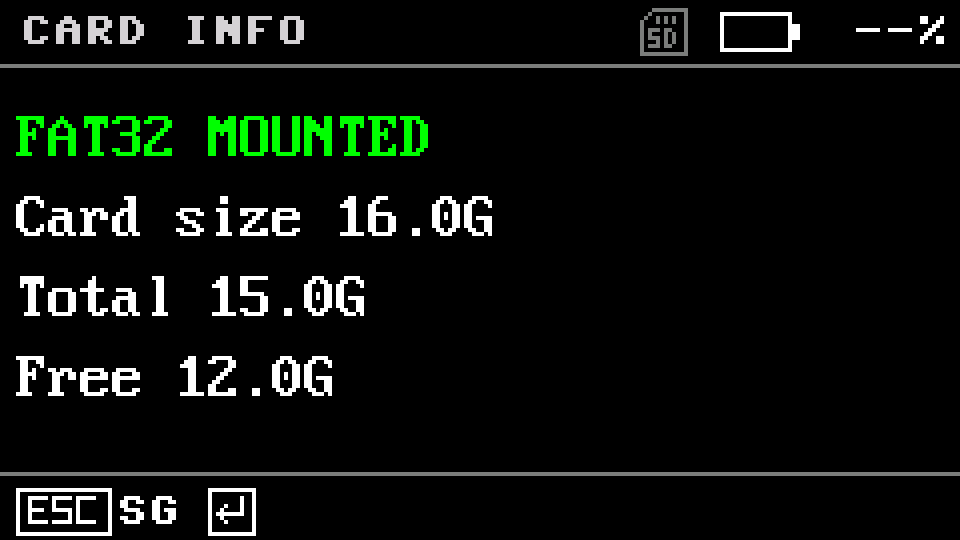 CARD INFO SD --%
FAT32 MOUNTED
Card size 16.0G
Total 15.0G
Free 12.0G
ESC SG ↵